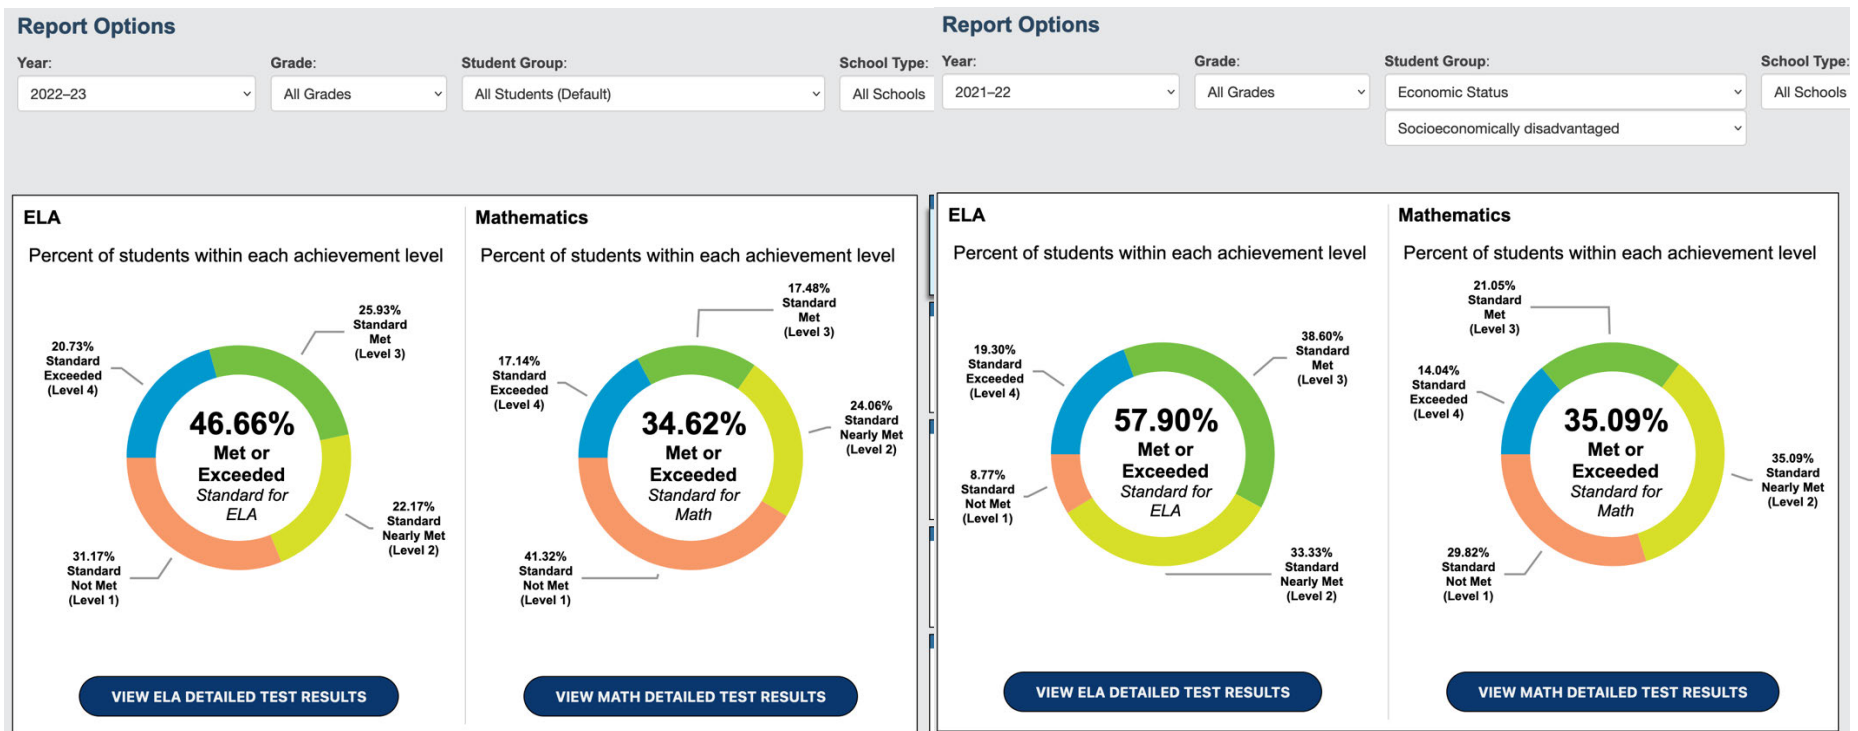 Report Options
Year:
Grade:
Student Group:
School Type:
2022–23
All Grades
All Students (Default)
All Schools
ELA
Percent of students within each achievement level
25.93%
Standard
Met
(Level 3)
20.73%
Standard
Exceeded
(Level 4)
46.66%
Met or
Exceeded
Standard for
ELA
22.17%
Standard
Nearly Met
(Level 2)
31.17%
Standard
Not Met
(Level 1)
VIEW ELA DETAILED TEST RESULTS
Mathematics
Percent of students within each achievement level
17.48%
Standard
Met
(Level 3)
17.14%
Standard
Exceeded
(Level 4)
34.62%
Met or
Exceeded
Standard for
Math
24.06%
Standard
Nearly Met
(Level 2)
41.32%
Standard
Not Met
(Level 1)
VIEW MATH DETAILED TEST RESULTS
Report Options
Year:
Grade:
Student Group:
School Type:
2021–22
All Grades
Economic Status
All Schools
Socioeconomically disadvantaged
ELA
Percent of students within each achievement level
38.60%
Standard
Met
(Level 3)
19.30%
Standard
Exceeded
(Level 4)
57.90%
Met or
Exceeded
Standard for
ELA
8.77%
Standard
Not Met
(Level 1)
33.33%
Standard
Nearly Met
(Level 2)
VIEW ELA DETAILED TEST RESULTS
Mathematics
Percent of students within each achievement level
21.05%
Standard
Met
(Level 3)
14.04%
Standard
Exceeded
(Level 4)
35.09%
Met or
Exceeded
Standard for
Math
35.09%
Standard
Nearly Met
(Level 2)
29.82%
Standard
Not Met
(Level 1)
VIEW MATH DETAILED TEST RESULTS